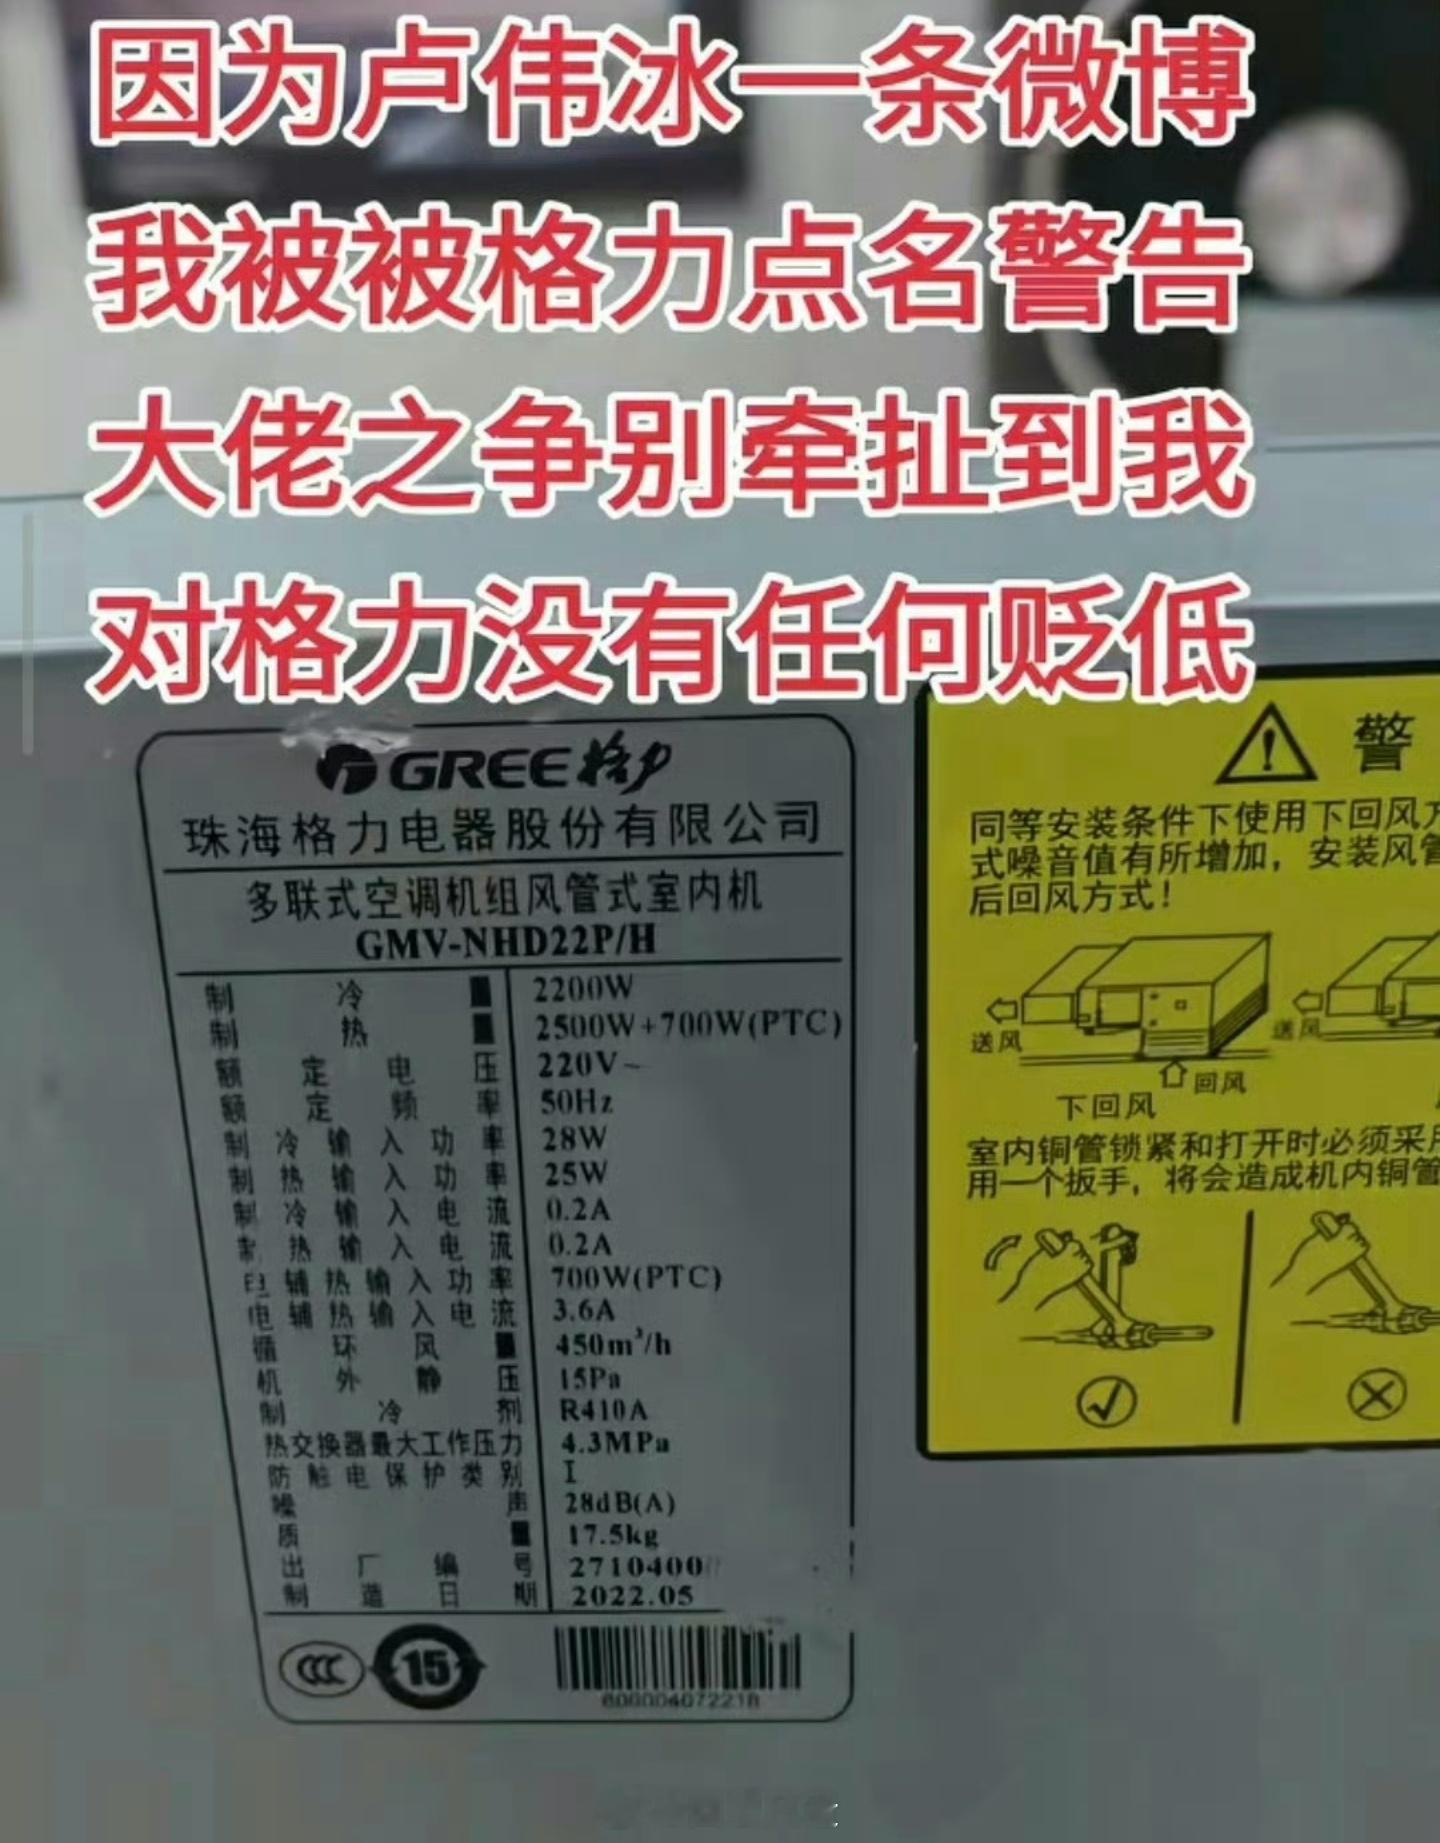 因为卢伟冰一条微博
我被被格力点名警告
大佬之争别牵扯到我
对格力没有任何贬低
GREE格力
珠海格力电器股份有限公司
多联式空调机组风管式室内机
GMV-NHD22P/H
制冷量 2200W
制热量 2500W+700W(PTC)
额定电压 220V~
额定频率 50Hz
制冷输入功率 28W
制热输入功率 25W
制冷输入电流 0.2A
制热输入电流 0.2A
电辅热输入功率 700W(PTC)
电辅热输入电流 3.6A
循环风量 450m³/h
机外静压 15Pa
制冷剂 R410A
热交换器最大工作压力 4.3MPa
防触电保护类别 I
噪声 28dB(A)
质量 17.5kg
出厂编号 2710400
制造日期 2022.05
CCC
15
警
同等安装条件下使用下回风方
式噪音值有所增加，安装风管
后回风方式！
送风
回风
下回风
送风
室内铜管锁紧和打开时必须采用
用一个扳手，将会造成机内铜管